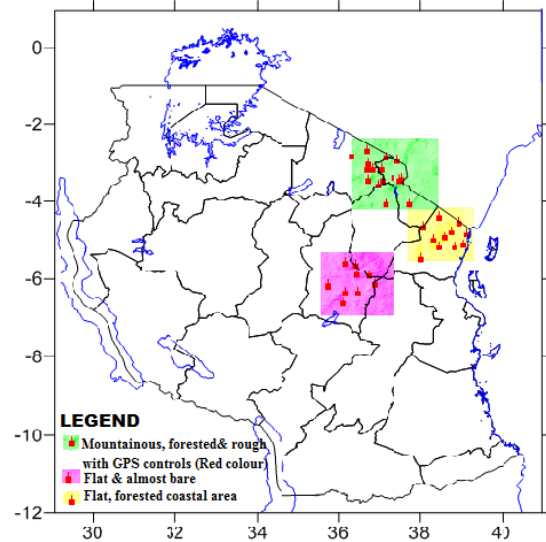 0
-2
-4
-6
-8
-10
-12
LEGEND
Mountainous, forested& rough
with GPS controls (Red colour)
Flat & almost bare
Flat, forested coastal area
30 32 34 36 38 40